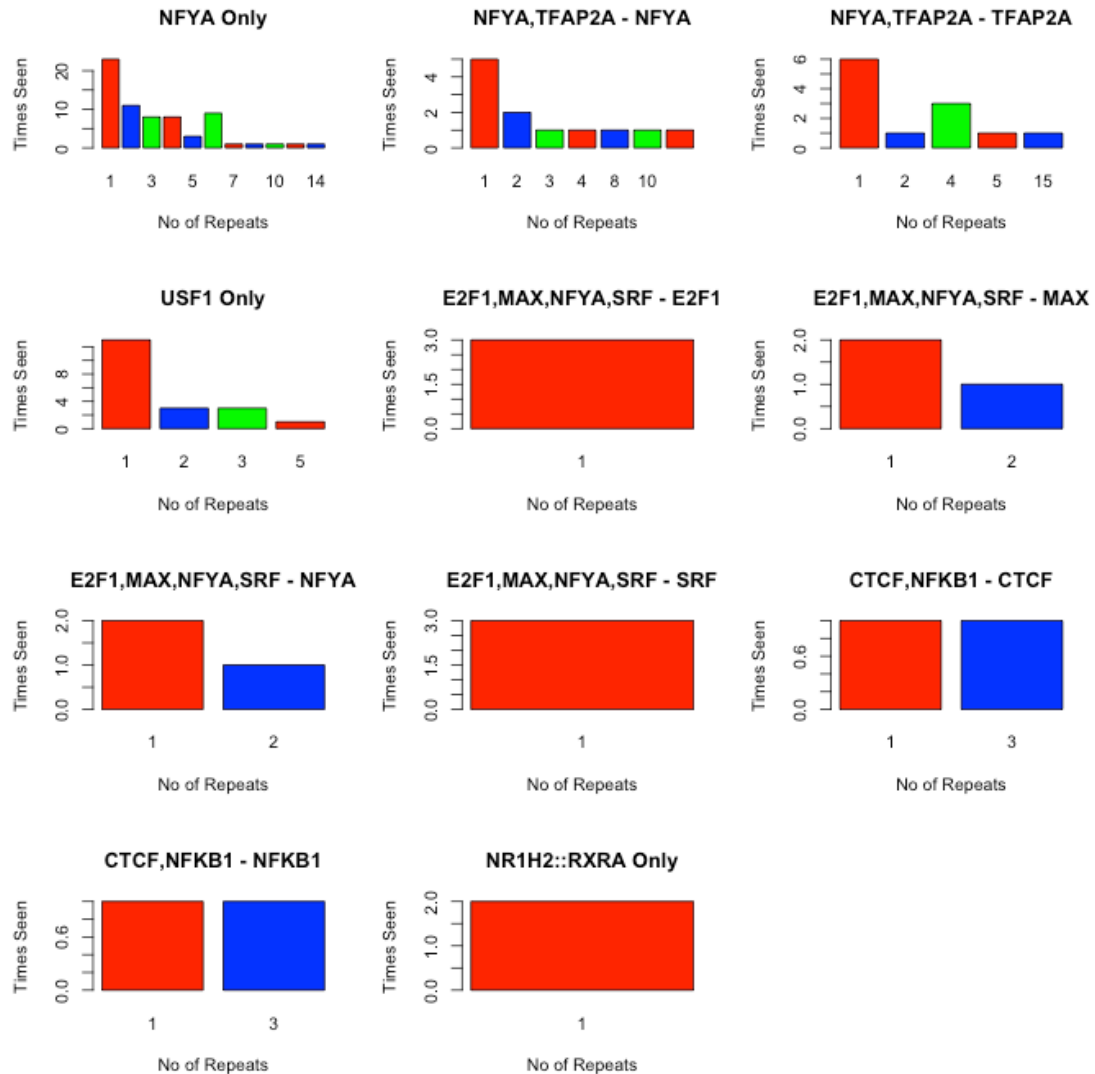 NFYA Only
Times Seen
0 10 20
1 3 5 7 10 14
No of Repeats
NFYA,TFAP2A - NFYA
Times Seen
0 2 4
1 2 3 4 8 10
No of Repeats
NFYA,TFAP2A - TFAP2A
Times Seen
0 2 4 6
1 2 4 5 15
No of Repeats
USF1 Only
Times Seen
0 4 8
1 2 3 5
No of Repeats
E2F1,MAX,NFYA,SRF - E2F1
Times Seen
0.0 1.5 3.0
1
No of Repeats
E2F1,MAX,NFYA,SRF - MAX
Times Seen
0.0 1.0 2.0
1 2
No of Repeats
E2F1,MAX,NFYA,SRF - NFYA
Times Seen
0.0 1.0 2.0
1 2
No of Repeats
E2F1,MAX,NFYA,SRF - SRF
Times Seen
0.0 1.5 3.0
1
No of Repeats
CTCF,NFKB1 - CTCF
Times Seen
0.0 0.6
1 3
No of Repeats
CTCF,NFKB1 - NFKB1
Times Seen
0.0 0.6
1 3
No of Repeats
NR1H2::RXRA Only
Times Seen
0.0 1.0 2.0
1
No of Repeats